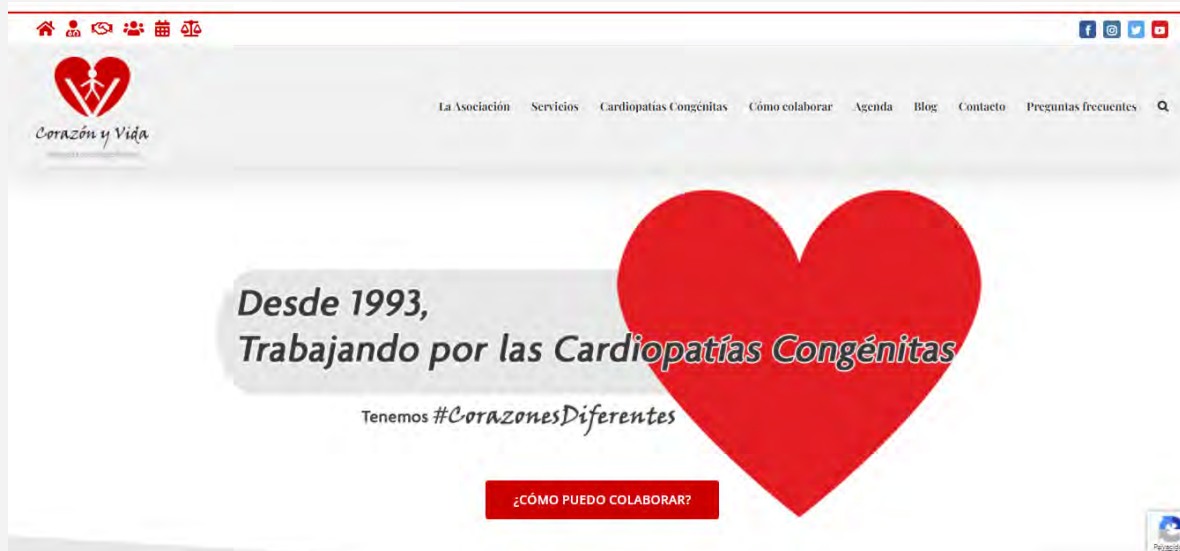 Corazón y Vida
La Asociación Servicios Cardiopatías Congénitas Cómo colaborar Agenda Blog Contacto Preguntas frecuentes
Desde 1993,
Trabajando por las Cardiopatías Congénitas
Tenemos #CorazonesDiferentes
¿CÓMO PUEDO COLABORAR?